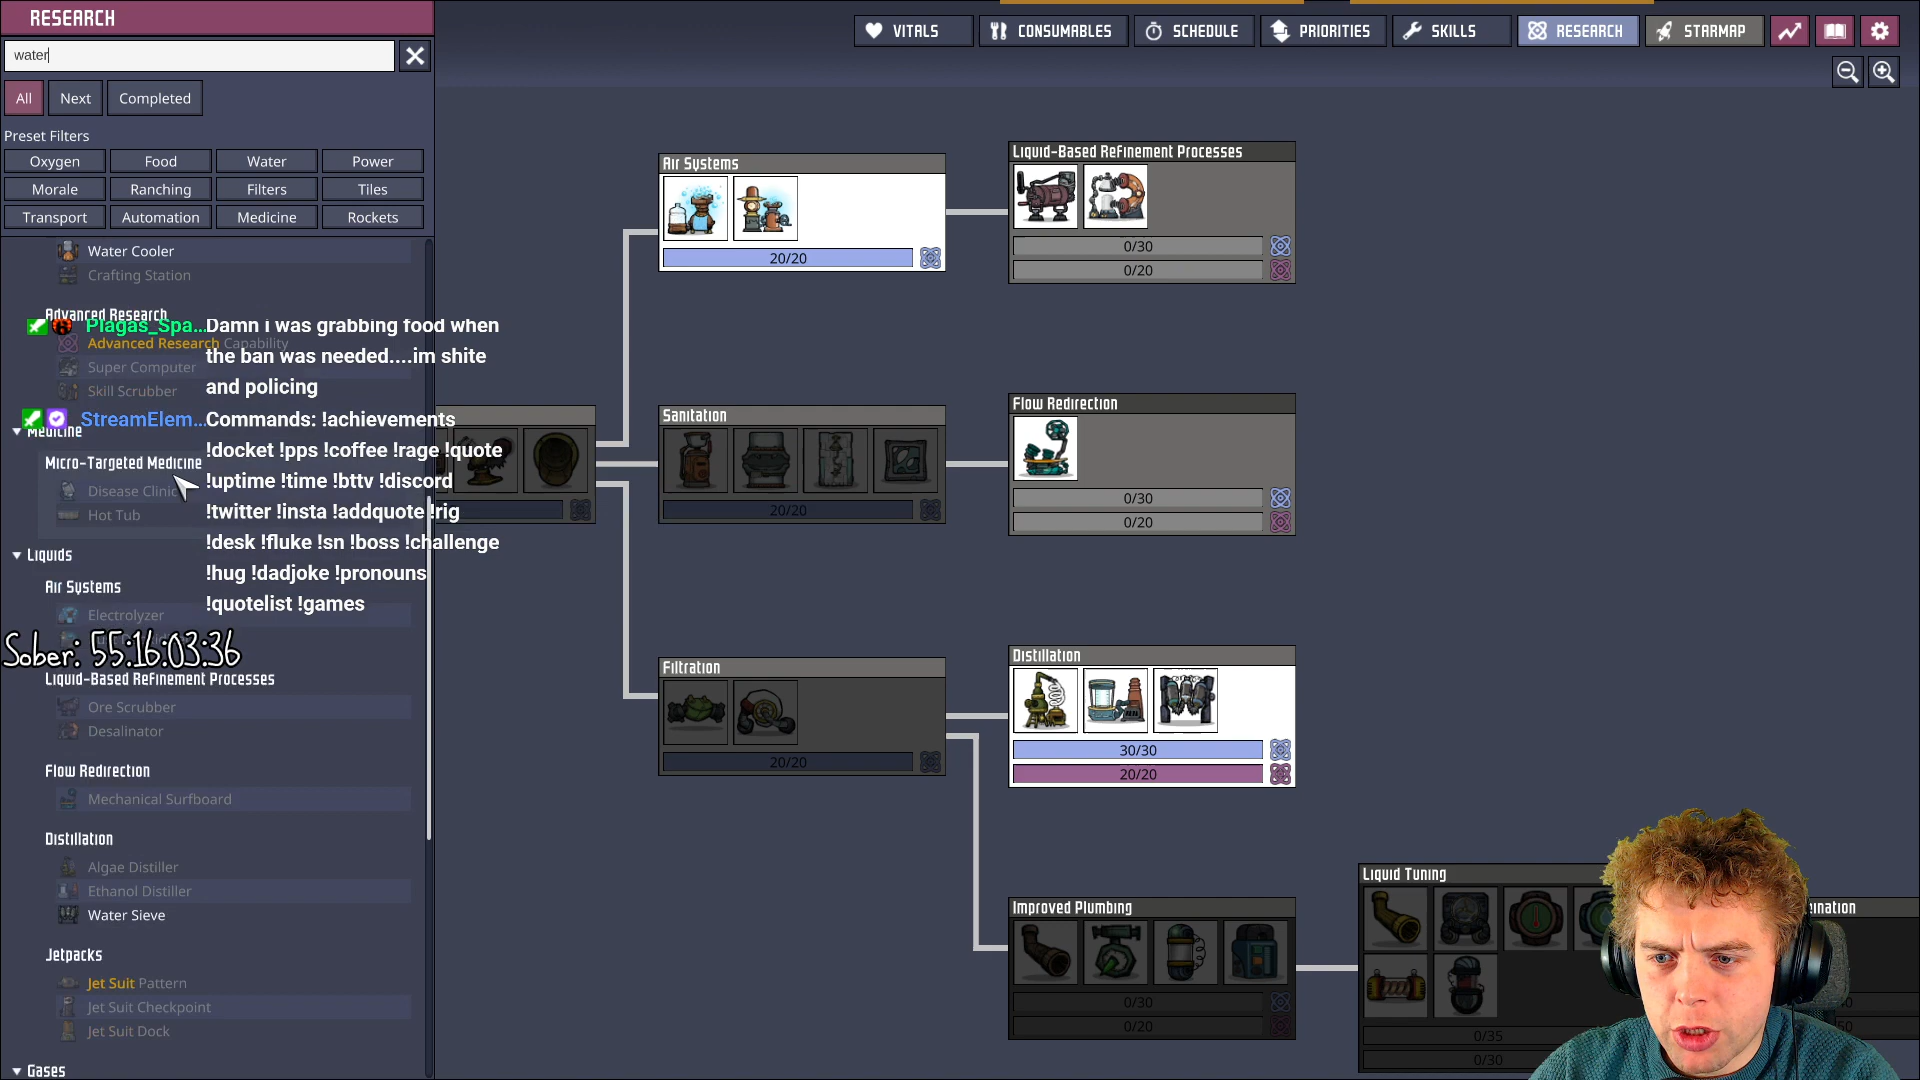 RESEARCH
VITALS
CONSUMABLES
SCHEDULE
PRIORITIES
SKILLS
RESEARCH
STARMAP
water
All
Next
Completed
Preset Filters
Oxygen
Food
Water
Power
Morale
Ranching
Filters
Tiles
Transport
Automation
Medicine
Rockets
Water Cooler
Crafting Station
Advanced Research
Plagas_Spa...Damn i was grabbing food when
the ban was needed....im shite
and policing
Advanced Research Capability
Super Computer
Skill Scrubber
StreamElem...Commands: !achievements
!docket !pps !coffee !rage !quote
!uptime !time !bttv !discord
!twitter !insta !addquote !rig
!desk !fluke !sn !boss !challenge
!hug !dadjoke !pronouns
!quotelist !games
Medicine
Micro-Targeted Medicine
Disease Clinic
Hot Tub
Liquids
Air Systems
Electrolyzer
Sober: 55:16:03:36
Liquid-Based Refinement Processes
Ore Scrubber
Desalinator
Flow Redirection
Mechanical Surfboard
Distillation
Algae Distiller
Ethanol Distiller
Water Sieve
Jetpacks
Jet Suit Pattern
Jet Suit Checkpoint
Jet Suit Dock
Gases
Air Systems
20/20
Liquid-Based Refinement Processes
0/30
0/20
Sanitation
20/20
Flow Redirection
0/30
0/20
Filtration
20/20
Distillation
30/30
20/20
Improved Plumbing
0/30
0/20
Liquid Tuning
0/35
0/30